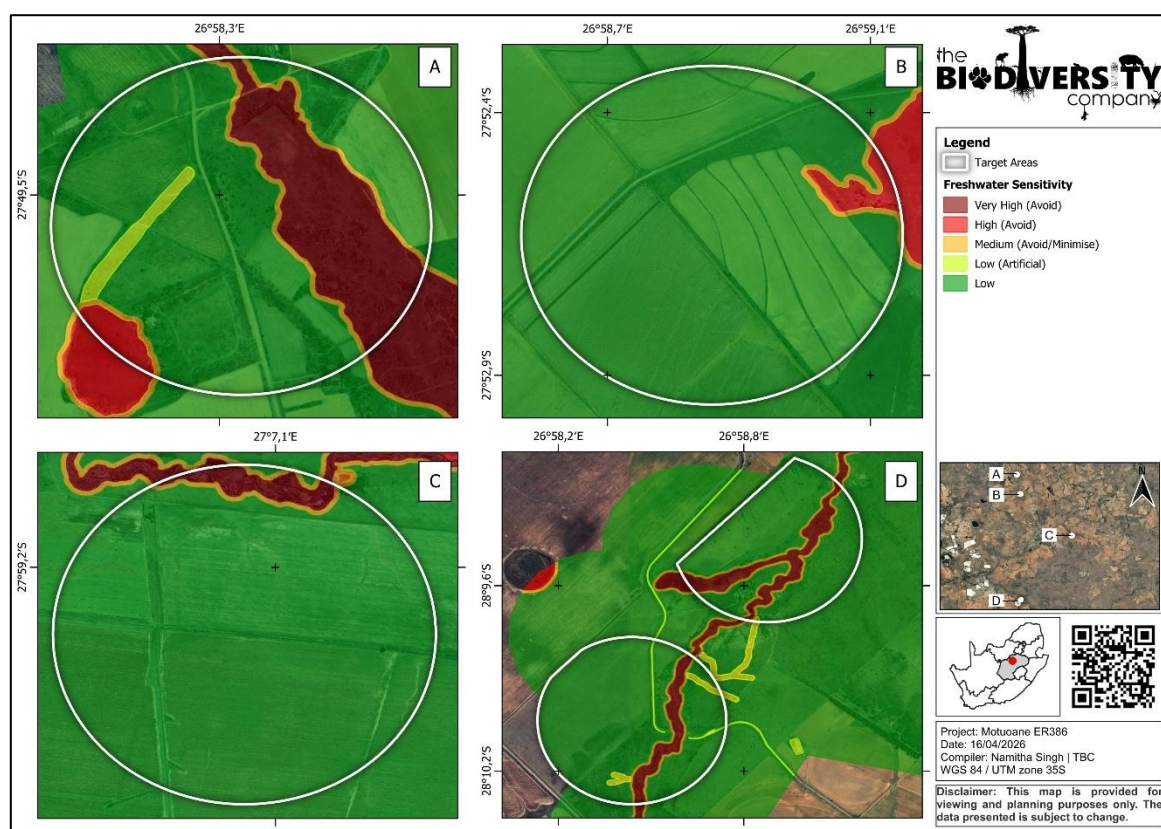 26°58,3'E
27°49,5'S
A
26°58,7'E
26°59,1'E
27°52,4'S
27°52,9'S
B
27°7,1'E
27°59,2'S
C
26°58,2'E
26°58,8'E
28°9,6'S
28°10,2'S
D
the
BIODIVERSITY
company
Legend
Target Areas
Freshwater Sensitivity
Very High (Avoid)
High (Avoid)
Medium (Avoid/Minimise)
Low (Artificial)
Low
N
A
B
C
D
Project: Motuoane ER386
Date: 16/04/2026
Compiler: Namitha Singh | TBC
WGS 84 / UTM zone 35S
Disclaimer: This map is provided for
viewing and planning purposes only. The
data presented is subject to change.